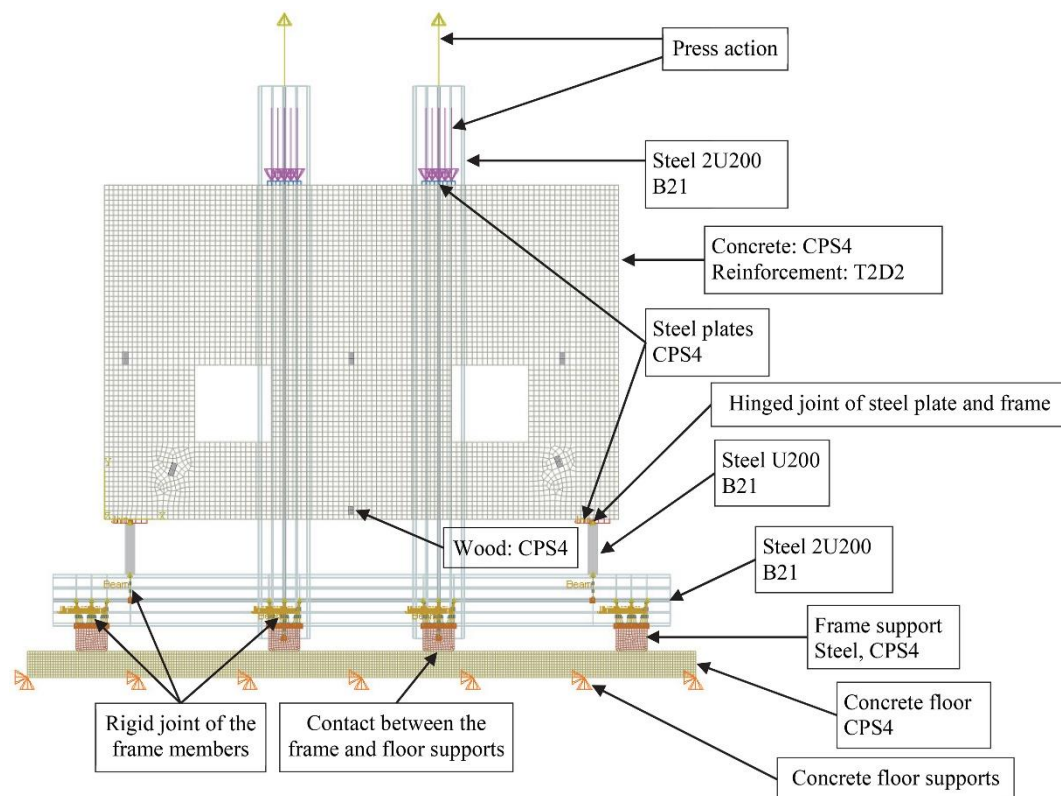 Press action
Steel 2U200
B21
Concrete: CPS4
Reinforcement: T2D2
Steel plates
CPS4
Hinged joint of steel plate and frame
Steel U200
B21
Wood: CPS4
Steel 2U200
B21
Beam
Frame support
Steel, CPS4
Rigid joint of the
frame members
Contact between the
frame and floor supports
Concrete floor
CPS4
Concrete floor supports